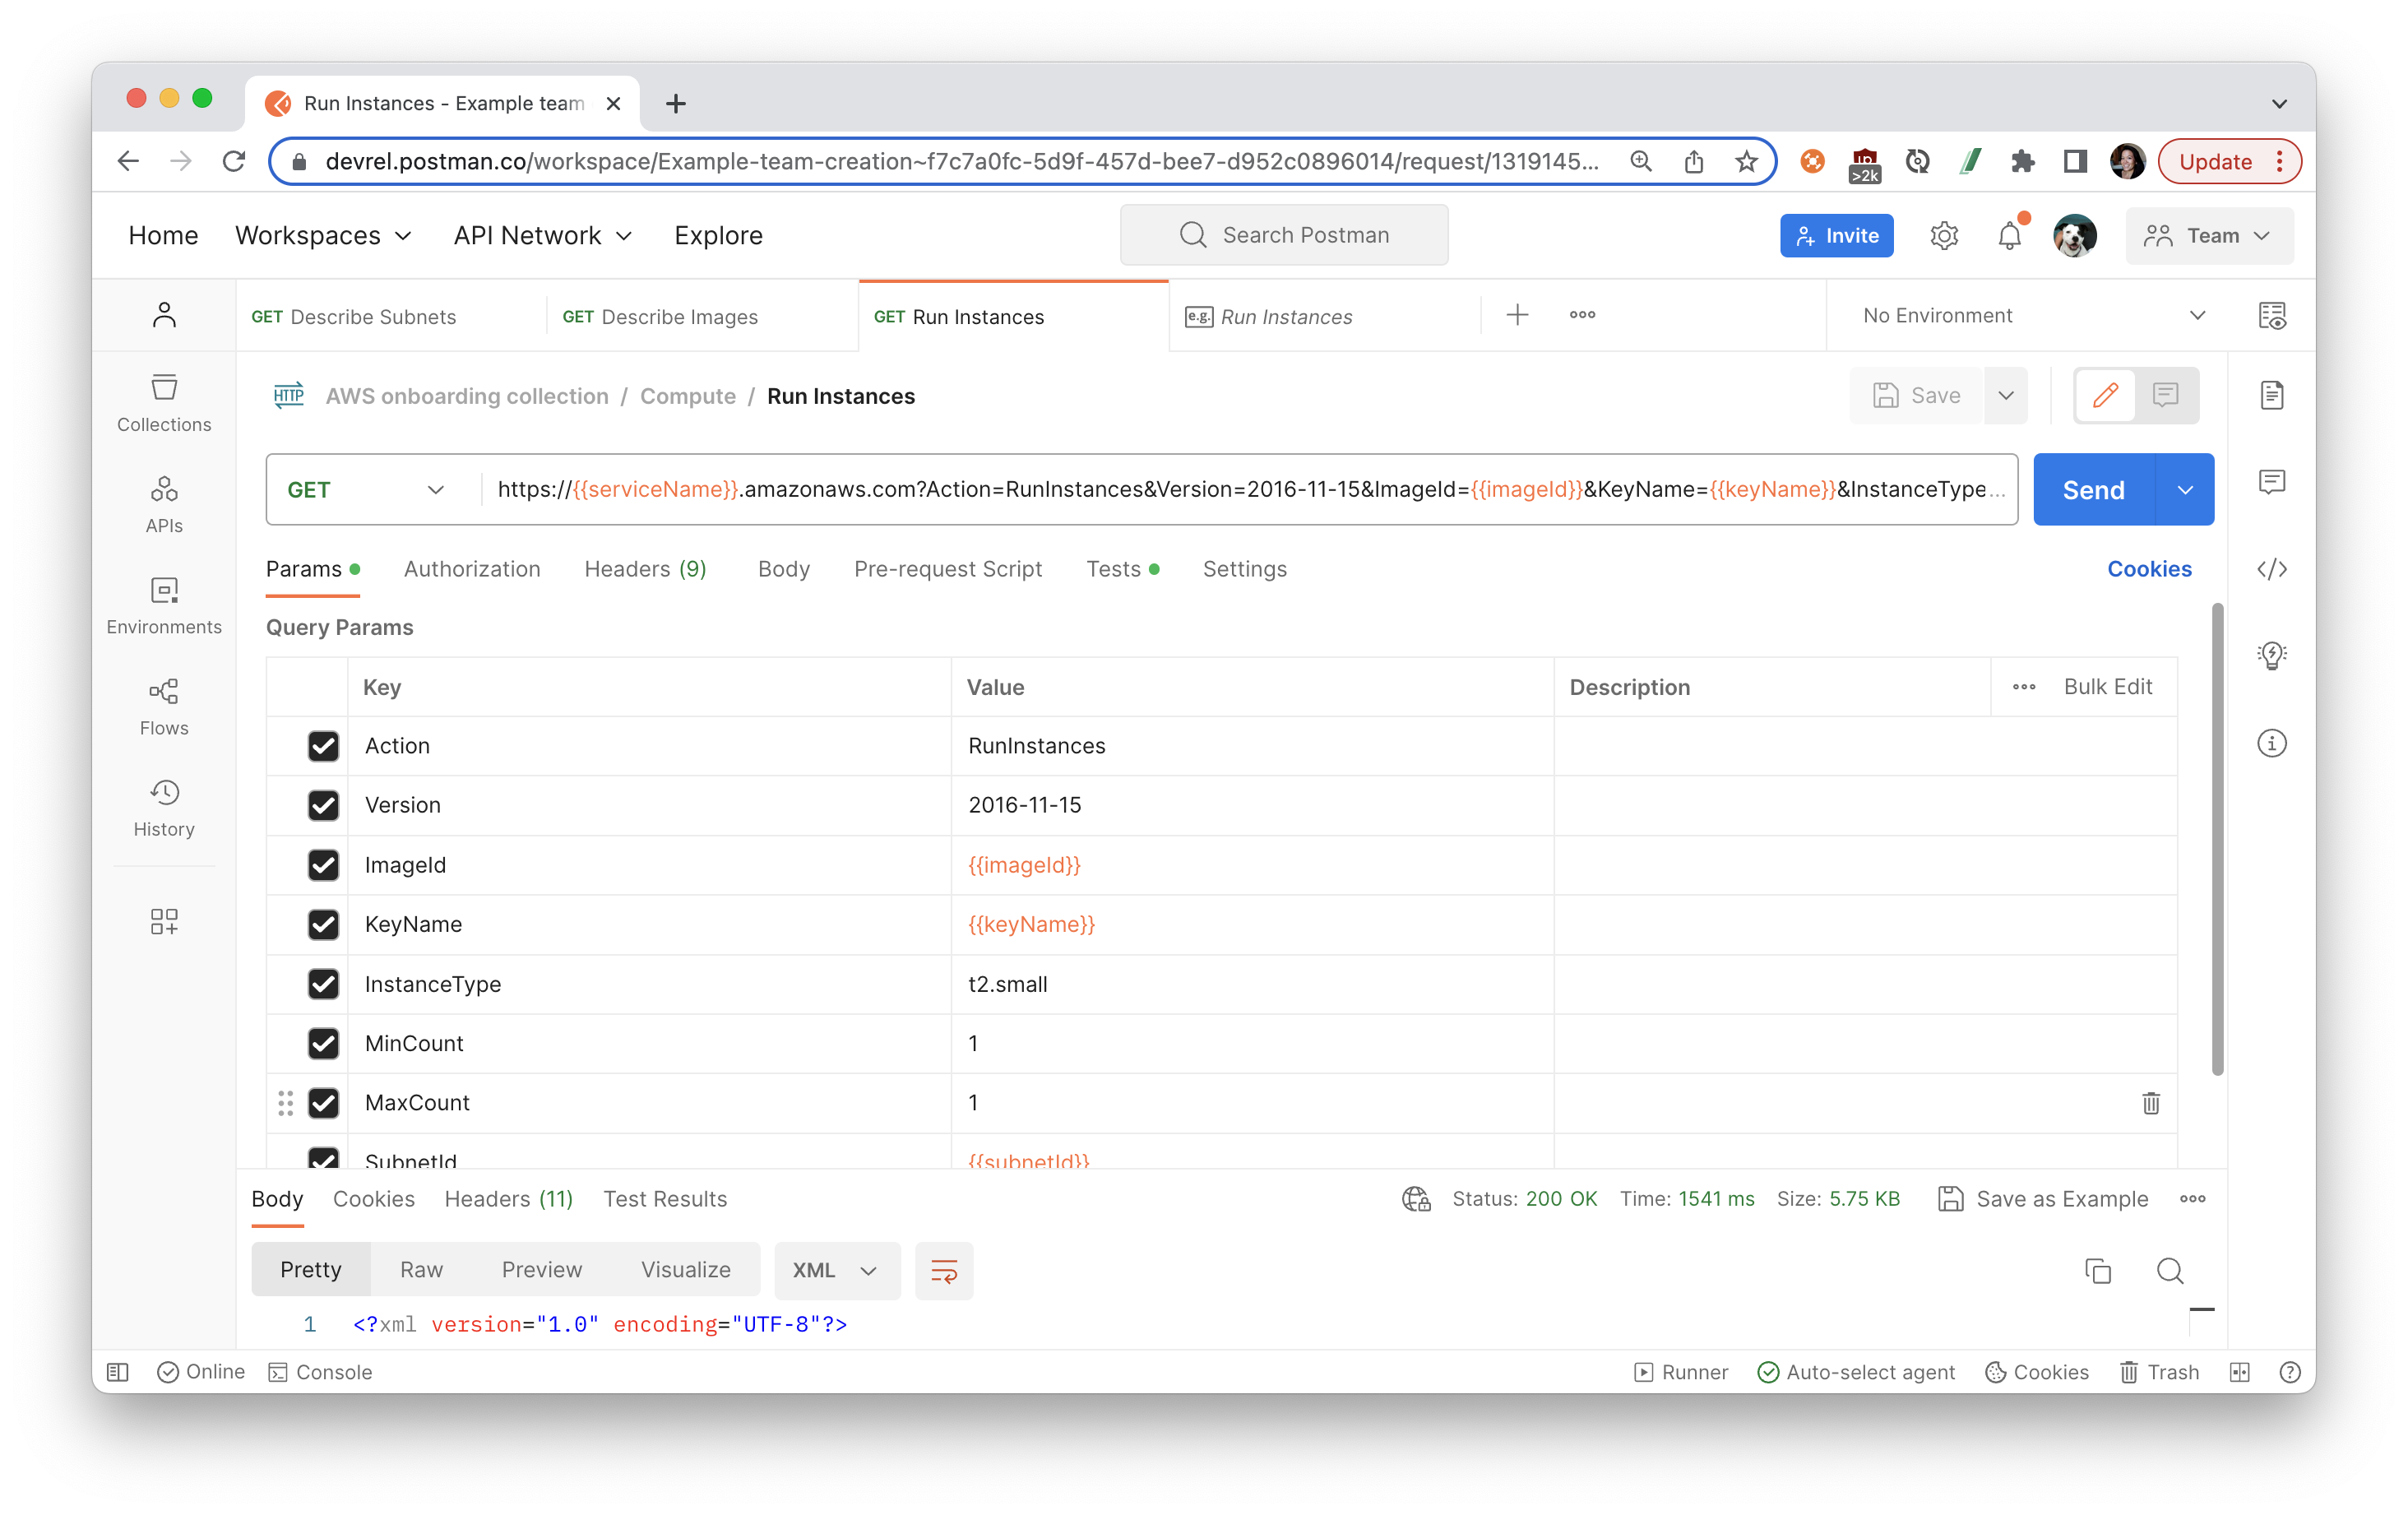 Run Instances - Example team
devrel.postman.co/workspace/Example-team-creation~f7c7a0fc-5d9f-457d-bee7-d952c0896014/request/1319145...
>2k
Update
Home
Workspaces
API Network
Explore
Search Postman
Invite
Team
GET Describe Subnets
GET Describe Images
GET Run Instances
e.g. Run Instances
No Environment
Collections
APIs
Environments
Flows
History
HTTP
AWS onboarding collection / Compute / Run Instances
Save
GET
https://{{serviceName}}.amazonaws.com?Action=RunInstances&Version=2016-11-15&ImageId={{imageId}}&KeyName={{keyName}}&InstanceType...
Send
Params
Authorization
Headers (9)
Body
Pre-request Script
Tests
Settings
Cookies
Query Params
Key Value Description Bulk Edit
Action RunInstances
Version 2016-11-15
ImageId {{imageId}}
KeyName {{keyName}}
InstanceType t2.small
MinCount 1
MaxCount 1
SubnetId {{subnetId}}
Body Cookies Headers (11) Test Results
Status: 200 OK Time: 1541 ms Size: 5.75 KB Save as Example
Pretty Raw Preview Visualize XML
1 <?xml version="1.0" encoding="UTF-8"?>
Online Console
Runner Auto-select agent Cookies Trash